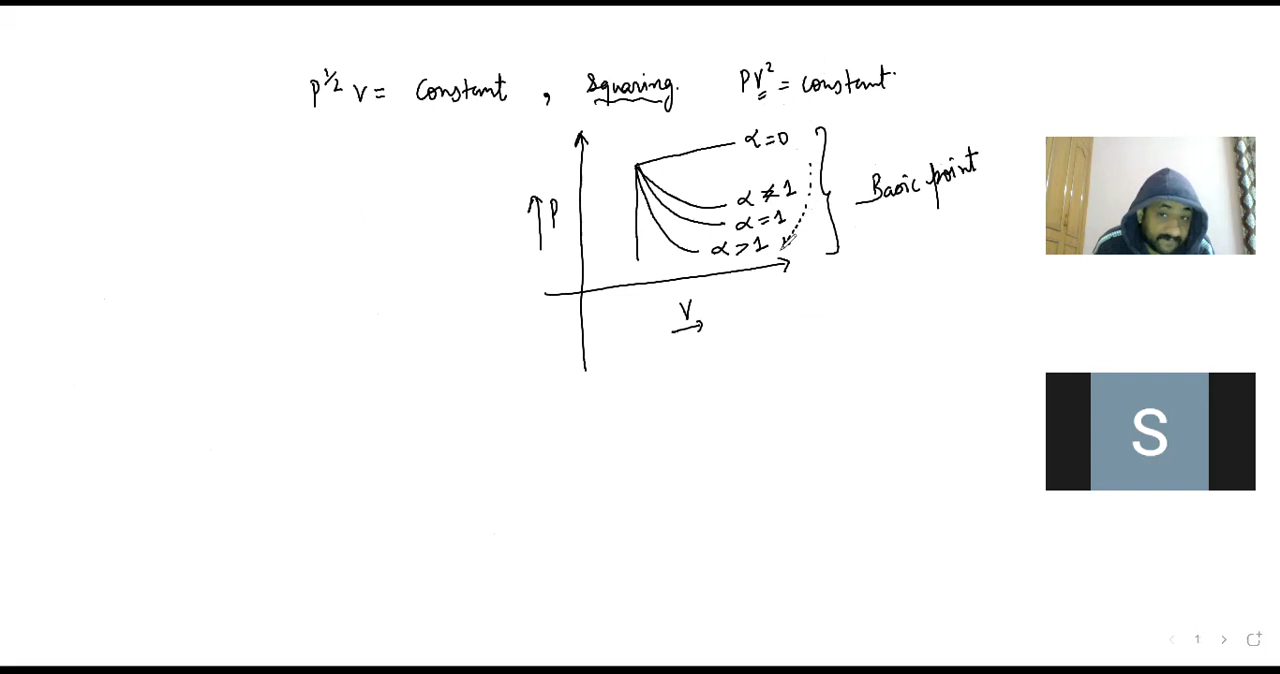 P^1/2 V = Constant , Squaring. PV² = constant.
α = 0
Basic point
P
α < 1
α = 1
α > 1
V
S
1